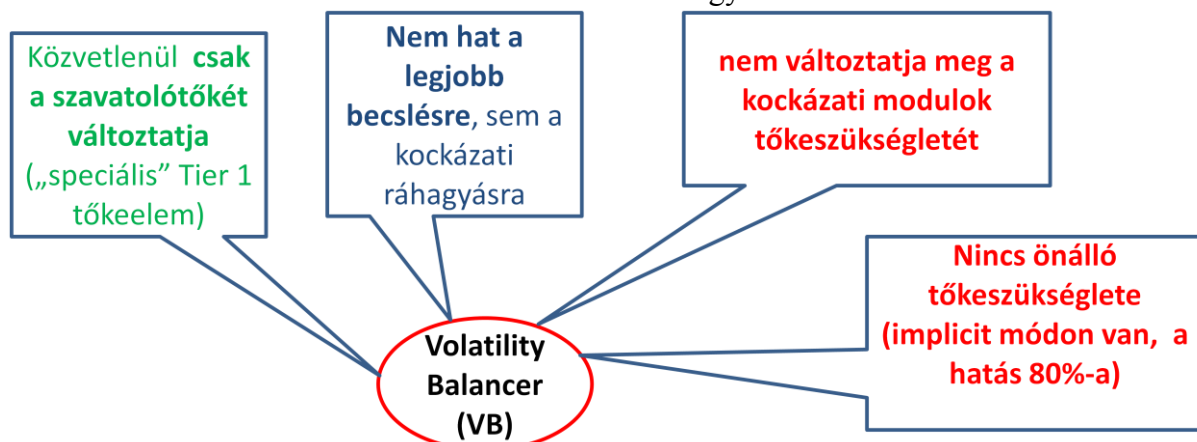 gy
Közvetlenül csak
a szavatolótőkét
változtatja
(„speciális” Tier 1
tőkeelem)
Nem hat a
legjobb
becslésre, sem a
kockázati
ráhagyásra
nem változtatja meg a
kockázati modulok
tőkeszükségletét
Nincs önálló
tőkeszükséglete
(implicit módon van, a
hatás 80%-a)
Volatility
Balancer
(VB)